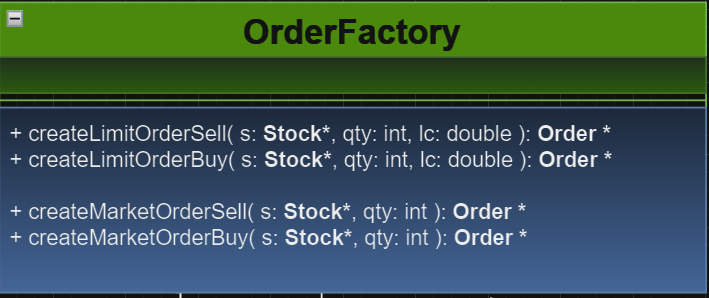 OrderFactory
+ createLimitOrderSell( s: Stock*, qty: int, lc: double ): Order *
+ createLimitOrderBuy( s: Stock*, qty: int, lc: double ): Order *
+ createMarketOrderSell( s: Stock*, qty: int ): Order *
+ createMarketOrderBuy( s: Stock*, qty: int ): Order *